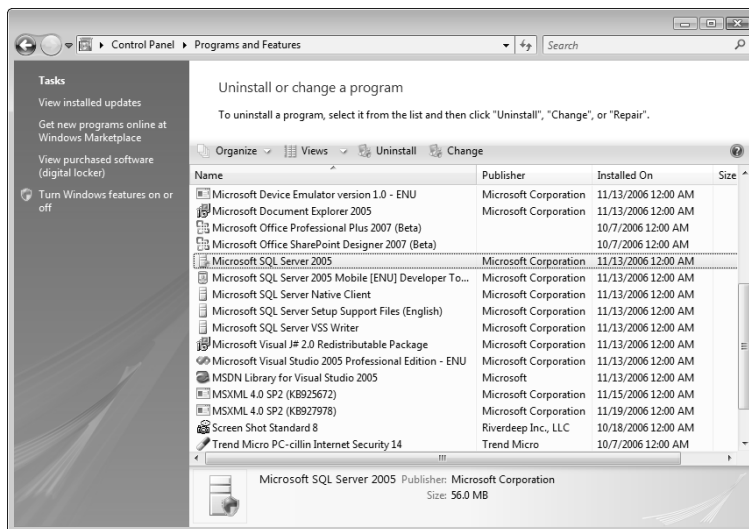 Control Panel ▸ Programs and Features
Search
Tasks
View installed updates
Get new programs online at
Windows Marketplace
View purchased software
(digital locker)
Turn Windows features on or
off
Uninstall or change a program
To uninstall a program, select it from the list and then click "Uninstall", "Change", or "Repair".
Organize Views Uninstall Change
Name Publisher Installed On Size
Microsoft Device Emulator version 1.0 - ENU Microsoft Corporation 11/13/2006 12:00 AM
Microsoft Document Explorer 2005 Microsoft Corporation 11/13/2006 12:00 AM
Microsoft Office Professional Plus 2007 (Beta) 10/7/2006 12:00 AM
Microsoft Office SharePoint Designer 2007 (Beta) 10/7/2006 12:00 AM
Microsoft SQL Server 2005 Microsoft Corporation 11/13/2006 12:00 AM
Microsoft SQL Server 2005 Mobile [ENU] Developer To... Microsoft Corporation 11/13/2006 12:00 AM
Microsoft SQL Server Native Client Microsoft Corporation 11/13/2006 12:00 AM
Microsoft SQL Server Setup Support Files (English) Microsoft Corporation 11/13/2006 12:00 AM
Microsoft SQL Server VSS Writer Microsoft Corporation 11/13/2006 12:00 AM
Microsoft Visual J# 2.0 Redistributable Package Microsoft Corporation 11/13/2006 12:00 AM
Microsoft Visual Studio 2005 Professional Edition - ENU Microsoft Corporation 11/13/2006 12:00 AM
MSDN Library for Visual Studio 2005 Microsoft 11/13/2006 12:00 AM
MSXML 4.0 SP2 (KB925672) Microsoft Corporation 11/15/2006 12:00 AM
MSXML 4.0 SP2 (KB927978) Microsoft Corporation 11/19/2006 12:00 AM
Screen Shot Standard 8 Riverdeep Inc., LLC 10/18/2006 12:00 AM
Trend Micro PC-cillin Internet Security 14 Trend Micro 10/7/2006 12:00 AM
Microsoft SQL Server 2005 Publisher: Microsoft Corporation
Size: 56.0 MB